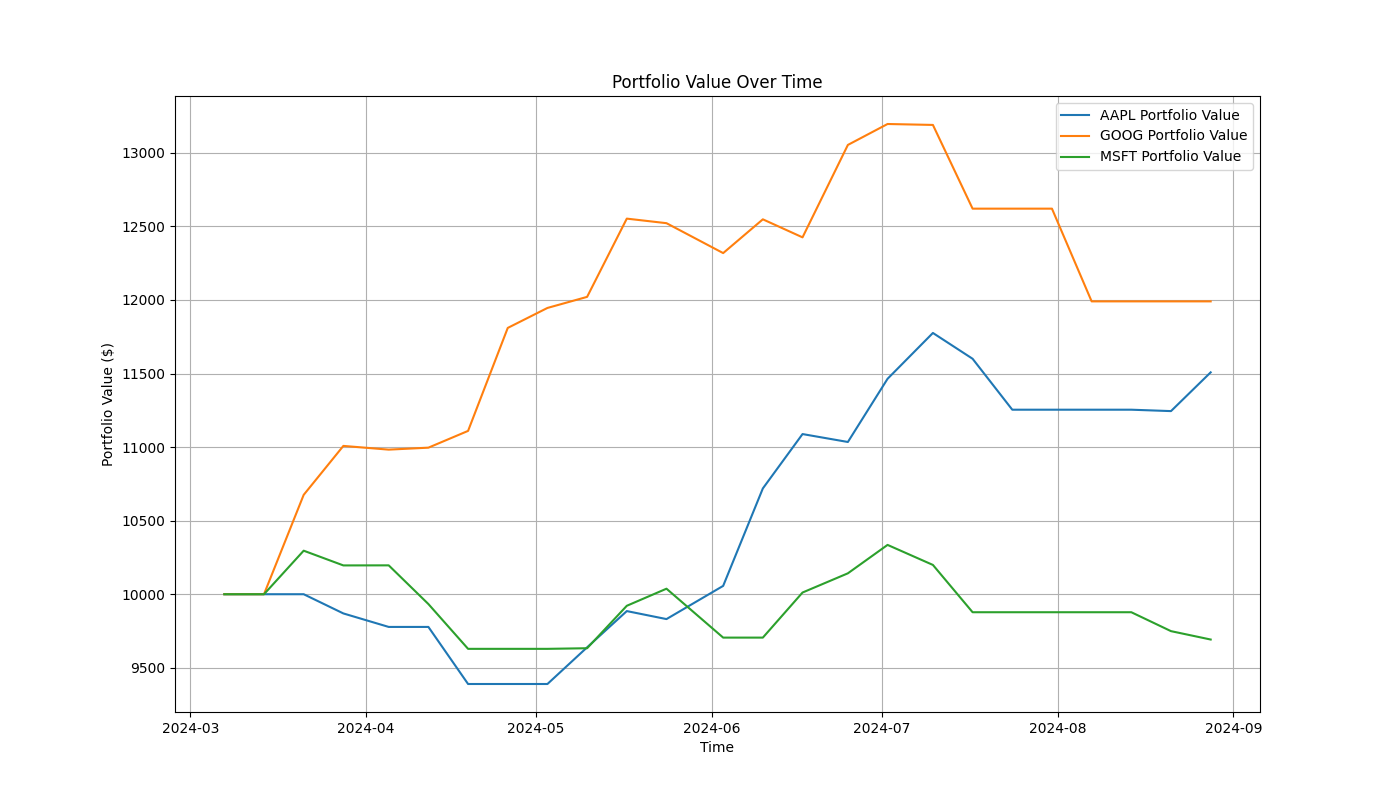 Portfolio Value Over Time
AAPL Portfolio Value
GOOG Portfolio Value
MSFT Portfolio Value
Portfolio Value ($)
13000
12500
12000
11500
11000
10500
10000
9500
2024-03 2024-04 2024-05 2024-06 2024-07 2024-08 2024-09
Time